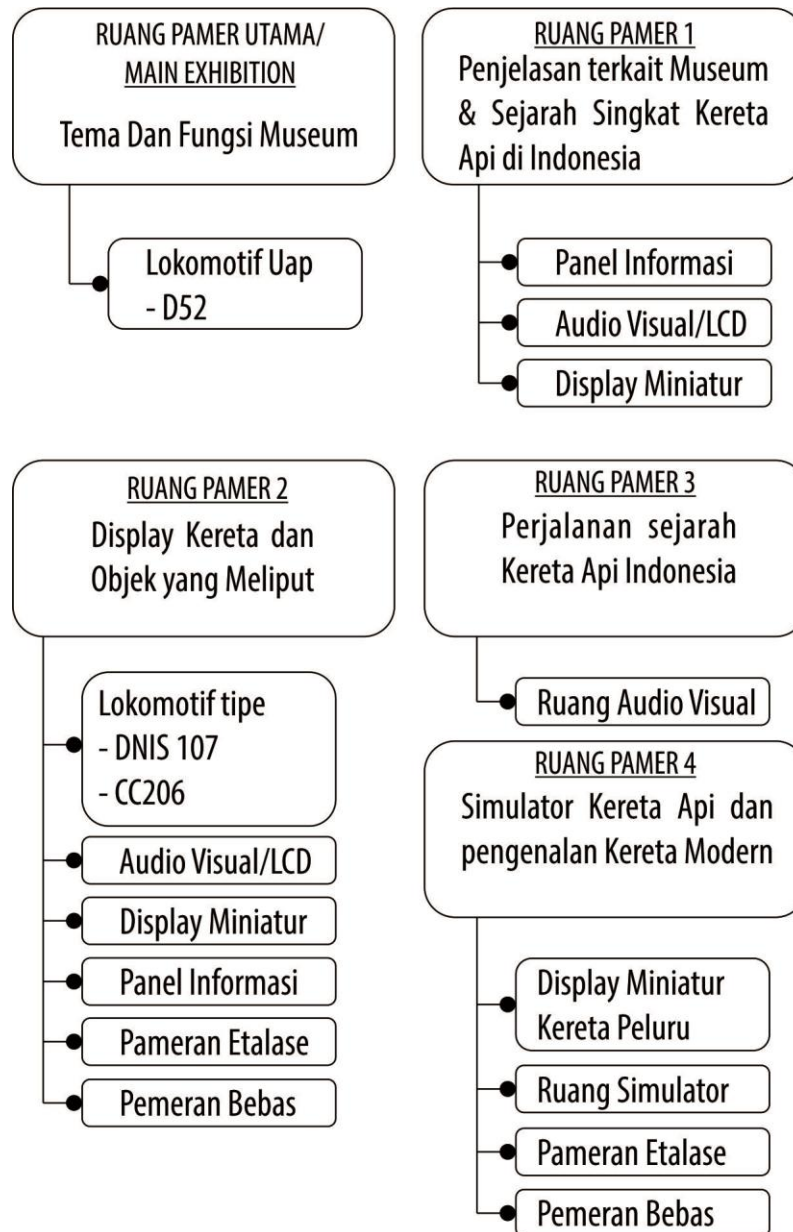 RUANG PAMER UTAMA/
MAIN EXHIBITION
Tema Dan Fungsi Museum
Lokomotif Uap
- D52
RUANG PAMER 1
Penjelasan terkait Museum
& Sejarah Singkat Kereta
Api di Indonesia
Panel Informasi
Audio Visual/LCD
Display Miniatur
RUANG PAMER 2
Display Kereta dan
Objek yang Meliput
Lokomotif tipe
- DNIS 107
- CC206
Audio Visual/LCD
Display Miniatur
Panel Informasi
Pameran Etalase
Pemeran Bebas
RUANG PAMER 3
Perjalanan sejarah
Kereta Api Indonesia
Ruang Audio Visual
RUANG PAMER 4
Simulator Kereta Api dan
pengenalan Kereta Modern
Display Miniatur
Kereta Peluru
Ruang Simulator
Pameran Etalase
Pemeran Bebas